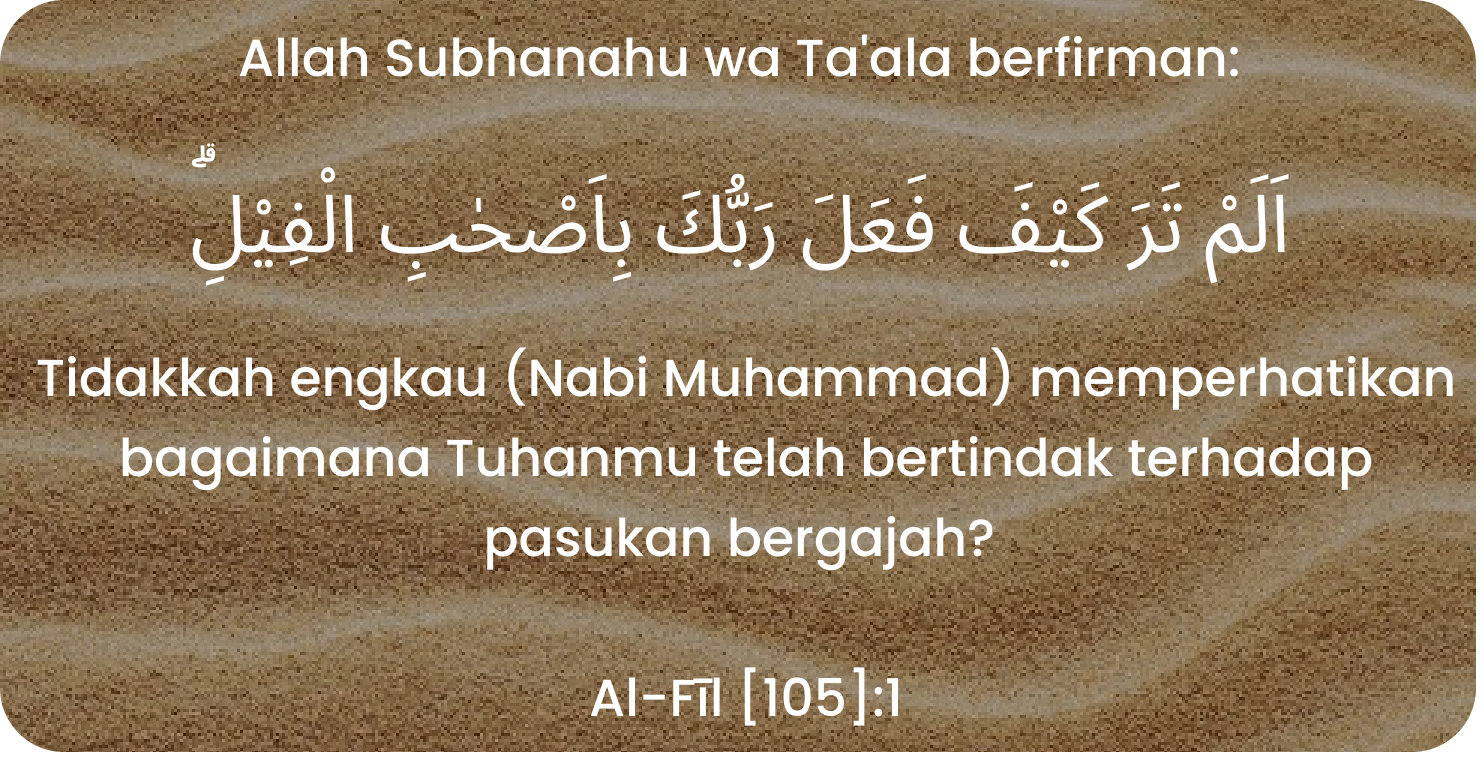 Allah Subhanahu wa Ta'ala berfirman:
اَلَمْ تَرَ كَيْفَ فَعَلَ رَبُّكَ بِاَصْحٰبِ الْفِيْلِۗ
Tidakkah engkau (Nabi Muhammad) memperhatikan
bagaimana Tuhanmu telah bertindak terhadap
pasukan bergajah?
Al-Fīl [105]:1